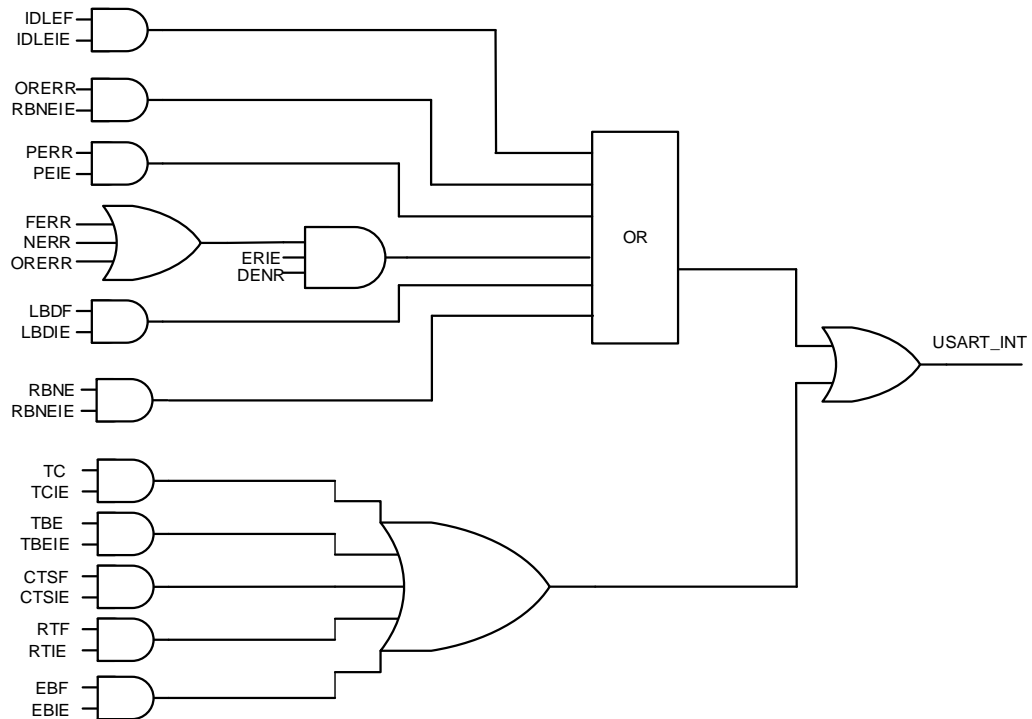 IDLEF
IDLEIE
ORERR
RBNEIE
PERR
PEIE
FERR
NERR
ORERR
ERIE
DENR
LBDF
LBDIE
RBNE
RBNEIE
OR
USART_INT
TC
TCIE
TBE
TBEIE
CTSF
CTSIE
RTF
RTIE
EBF
EBIE